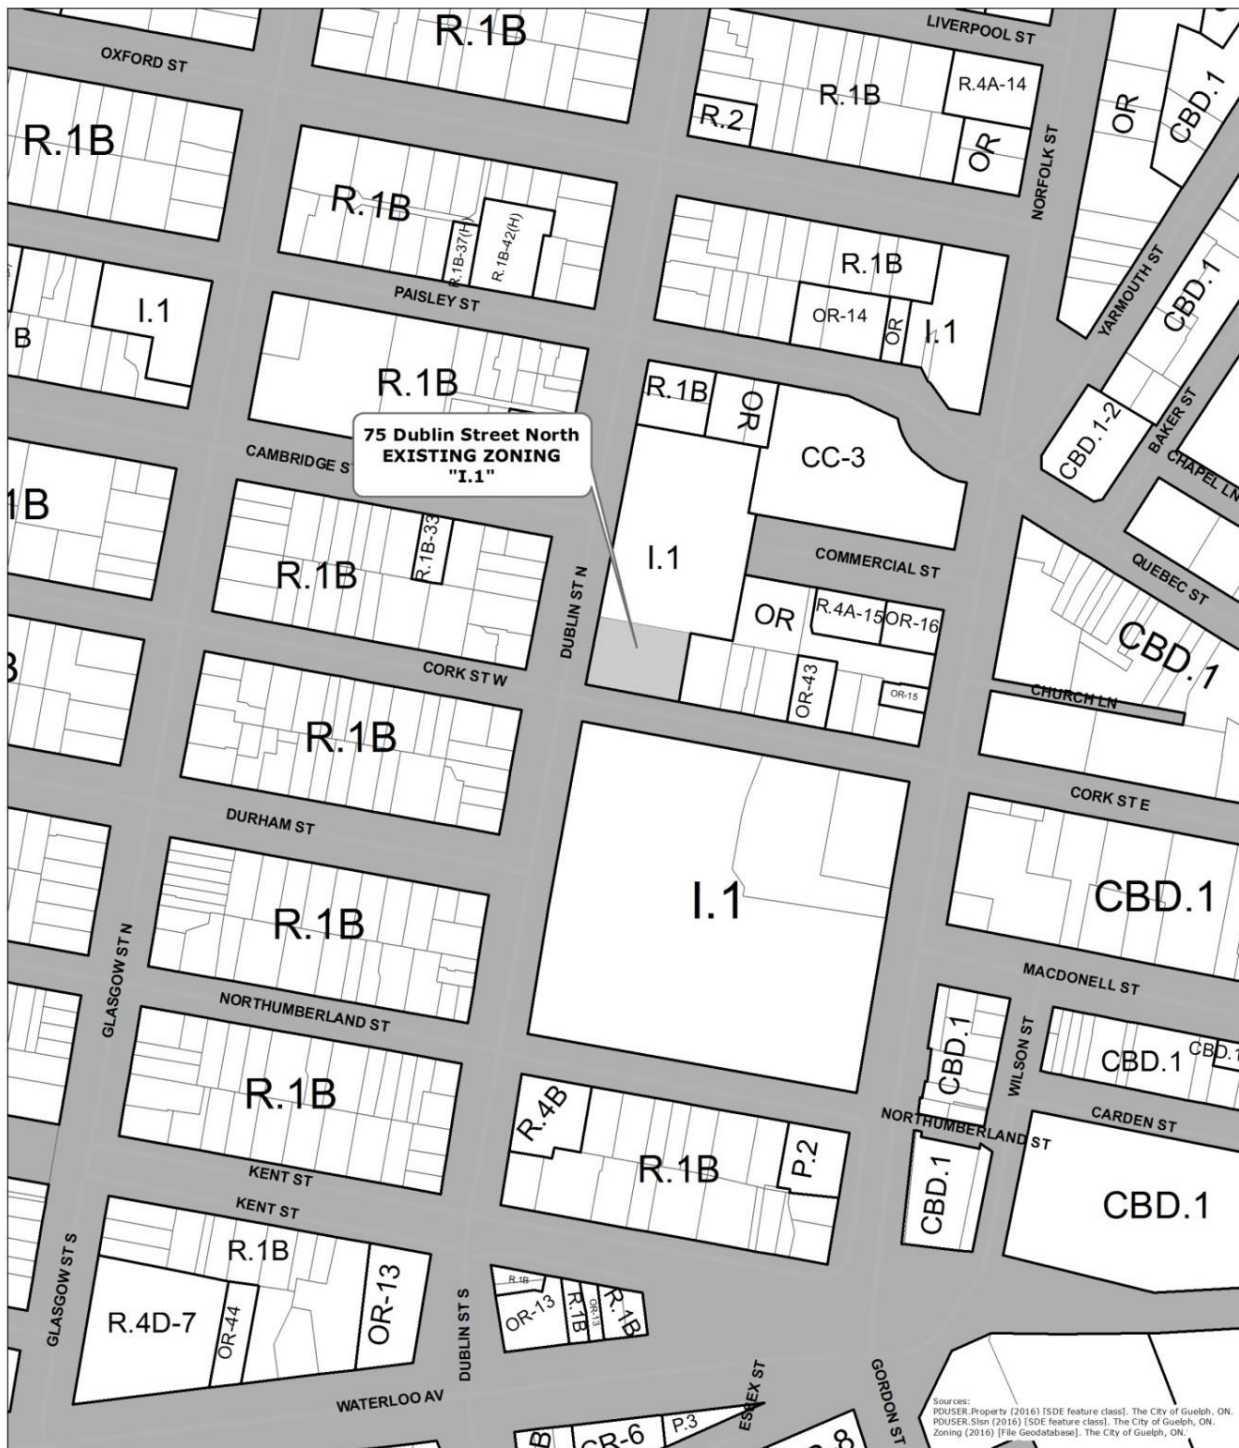 LIVERPOOL ST
R.1B
OXFORD ST
R.1B
R.4A-14
OR
CBD.1
R.1B
R.2
OR
NORFOLK ST
R.1B
R.1B-37(H)
R.1B-42(H)
R.1B
YARMOUTH ST
CBD.1
PAISLEY ST
I.1
B
OR-14
OR
I.1
R.1B
R.1B
OR
CC-3
CBD.1-2
BAKER ST
CHAPEL LN
75 Dublin Street North
EXISTING ZONING
"I.1"
CAMBRIDGE S
1B
R.1B
R.1B-33
DUBLIN ST N
I.1
COMMERCIAL ST
QUEBEC ST
OR
R.4A-15
OR-16
CBD.1
CORK ST W
OR-43
OR-15
CHURCH LN
R.1B
CORK ST E
DURHAM ST
R.1B
I.1
CBD.1
GLASGOW ST N
MACDONELL ST
NORTHUMBERLAND ST
CBD.1
WILSON ST
CBD.1
CBD.1
R.1B
R.4B
NORTHUMBERLAND ST
CARDEN ST
R.1B
P.2
CBD.1
CBD.1
KENT ST
KENT ST
R.1B
GLASGOW ST S
R.4D-7
OR-44
OR-13
DUBLIN ST S
R.1B
OR-13
R.1B
OR-13
R.1B
WATERLOO AV
ESSEX ST
GORDON ST
CR-6
P.3
Sources:
PDUSER.Property (2016) [SDE feature class]. The City of Guelph, ON.
PDUSER.Slsn (2016) [SDE feature class]. The City of Guelph, ON.
Zoning (2016) [File Geodatabase]. The City of Guelph, ON.